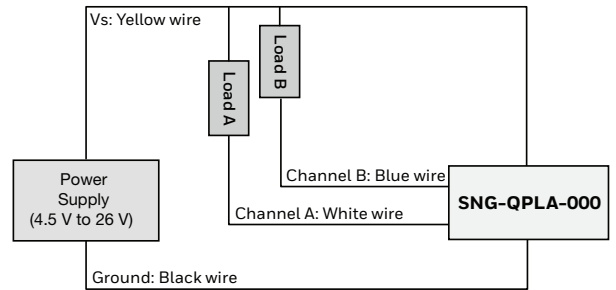 Vs: Yellow wire
Load A
Load B
Power
Supply
(4.5 V to 26 V)
Channel B: Blue wire
Channel A: White wire
SNG-QPLA-000
Ground: Black wire